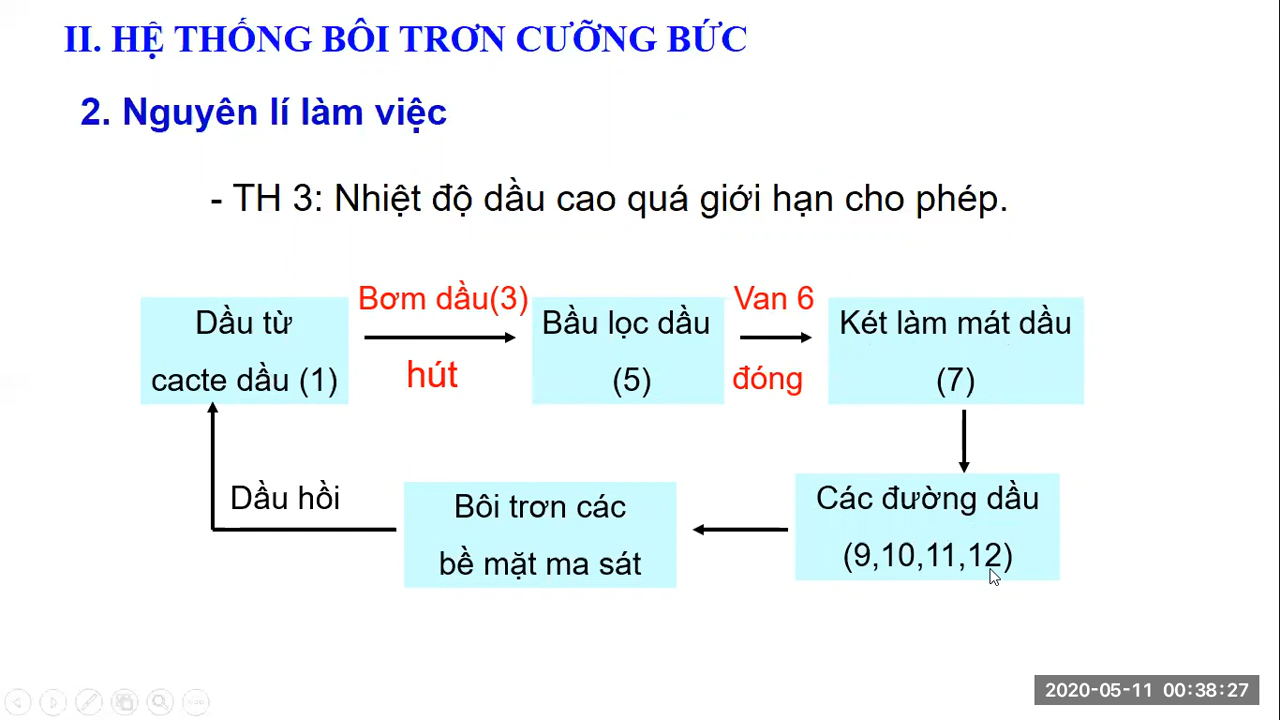 II. HỆ THỐNG BÔI TRƠN CƯỠNG BỨC
2. Nguyên lí làm việc
- TH 3: Nhiệt độ dầu cao quá giới hạn cho phép.
Dầu từ
cacte dầu (1)
Bơm dầu(3)
hút
Bầu lọc dầu
(5)
Van 6
đóng
Két làm mát dầu
(7)
Các đường dầu
(9,10,11,12)
Bôi trơn các
bề mặt ma sát
Dầu hồi
2020-05-11 00:38:27